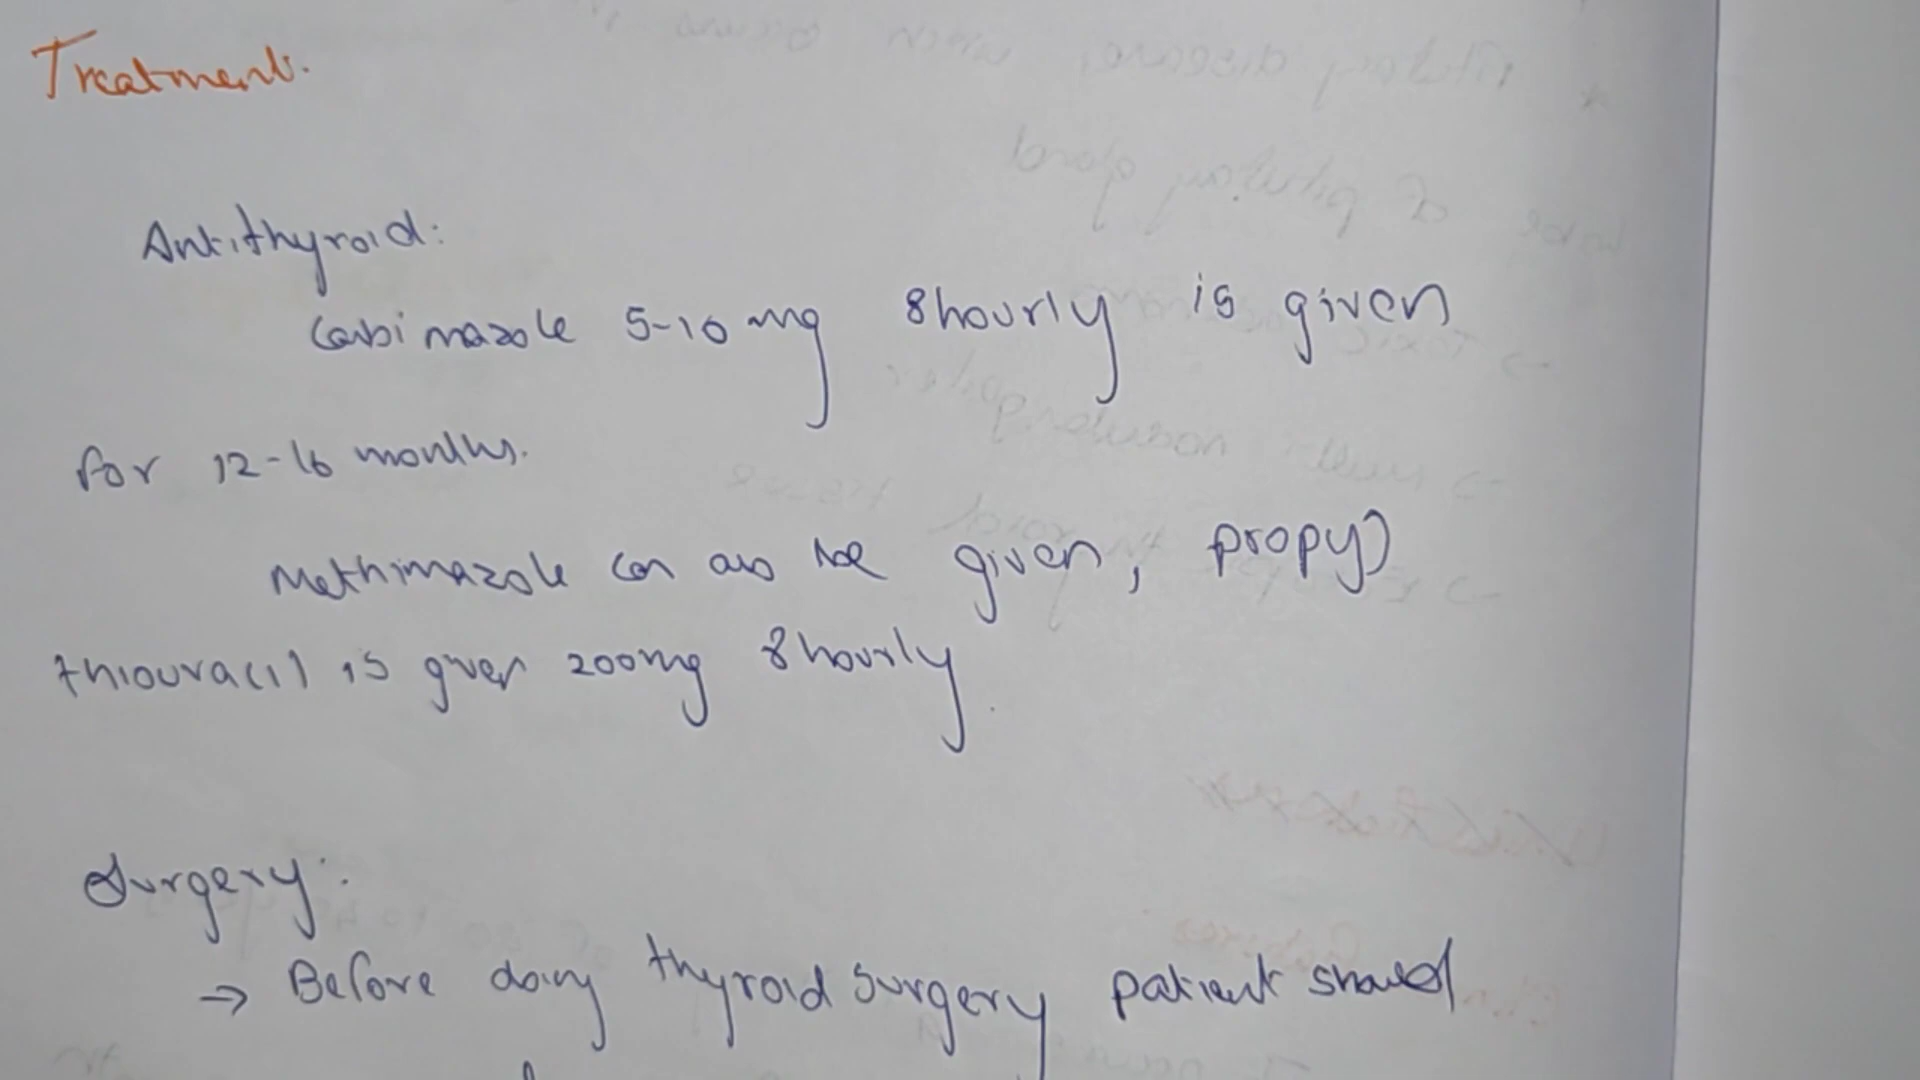 Treatment.
Antithyroid:
Carbimazole 5-10 mg 8hourly is given
for 12-16 months.
Methimazole can also be given, propyl
thiouracil is given 200mg 8hourly.
Surgery:
→ Before doing thyroid surgery patient should